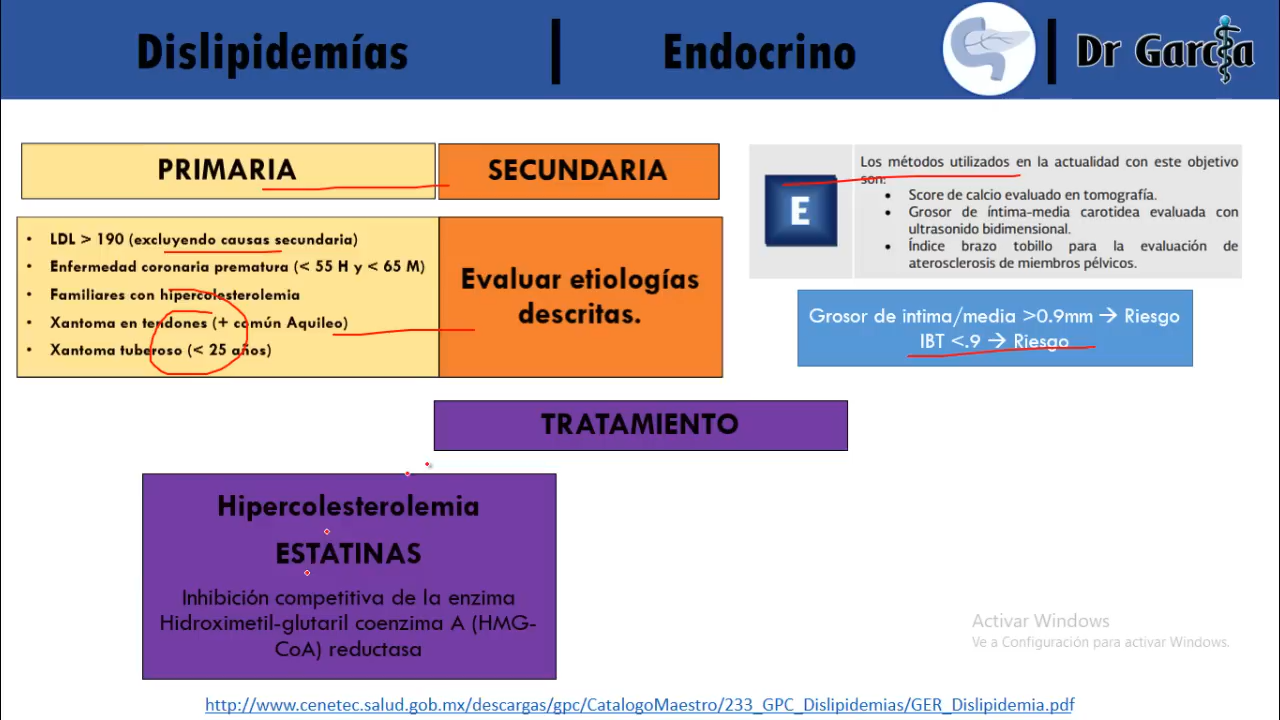 Dislipidemías | Endocrino | Dr García
PRIMARIA
SECUNDARIA
• LDL > 190 (excluyendo causas secundaria)
• Enfermedad coronaria prematura (< 55 H y < 65 M)
• Familiares con hipercolesterolemia
• Xantoma en tendones (+ común Aquileo)
• Xantoma tuberoso (< 25 años)
Evaluar etiologías
descritas.
E
Los métodos utilizados en la actualidad con este objetivo
son:
• Score de calcio evaluado en tomografía.
• Grosor de íntima-media carotidea evaluada con
ultrasonido bidimensional.
• Índice brazo tobillo para la evaluación de
aterosclerosis de miembros pélvicos.
Grosor de intima/media >0.9mm → Riesgo
IBT <.9 → Riesgo
TRATAMIENTO
Hipercolesterolemia
ESTATINAS
Inhibición competitiva de la enzima
Hidroximetil-glutaril coenzima A (HMG-
CoA) reductasa
Activar Windows
Ve a Configuración para activar Windows.
http://www.cenetec.salud.gob.mx/descargas/gpc/CatalogoMaestro/233_GPC_Dislipidemias/GER_Dislipidemia.pdf